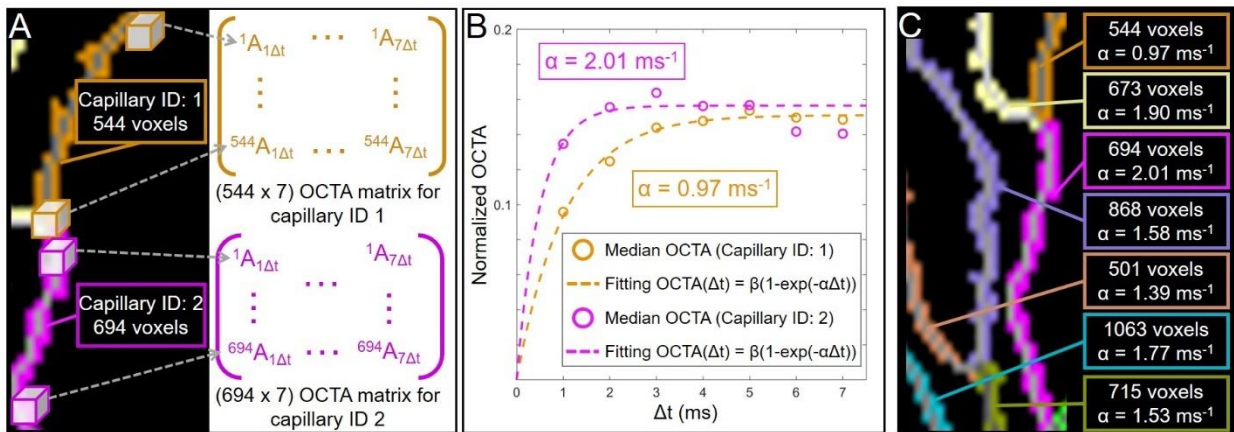 A
Capillary ID: 1
544 voxels
¹A₁Δt ... ¹A₇Δt
⁵⁴⁴A₁Δt ... ⁵⁴⁴A₇Δt
(544 x 7) OCTA matrix for
capillary ID 1
Capillary ID: 2
694 voxels
¹A₁Δt ... ¹A₇Δt
⁶⁹⁴A₁Δt ... ⁶⁹⁴A₇Δt
(694 x 7) OCTA matrix for
capillary ID 2
B
Normalized OCTA
0.2
0.1
α = 2.01 ms⁻¹
α = 0.97 ms⁻¹
Median OCTA (Capillary ID: 1)
Fitting OCTA(Δt) = β(1-exp(-αΔt))
Median OCTA (Capillary ID: 2)
Fitting OCTA(Δt) = β(1-exp(-αΔt))
1 2 3 4 5 6 7
Δt (ms)
C
544 voxels
α = 0.97 ms⁻¹
673 voxels
α = 1.90 ms⁻¹
694 voxels
α = 2.01 ms⁻¹
868 voxels
α = 1.58 ms⁻¹
501 voxels
α = 1.39 ms⁻¹
1063 voxels
α = 1.77 ms⁻¹
715 voxels
α = 1.53 ms⁻¹